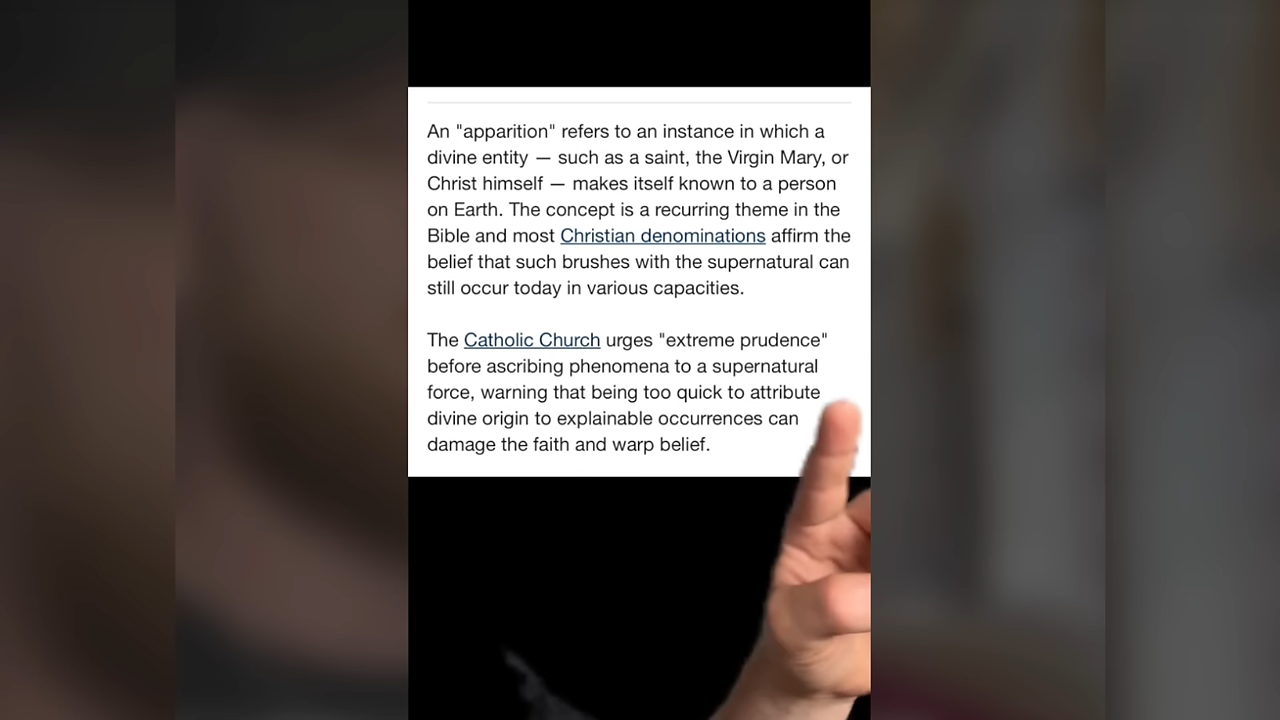 An "apparition" refers to an instance in which a
divine entity — such as a saint, the Virgin Mary, or
Christ himself — makes itself known to a person
on Earth. The concept is a recurring theme in the
Bible and most Christian denominations affirm the
belief that such brushes with the supernatural can
still occur today in various capacities.
The Catholic Church urges "extreme prudence"
before ascribing phenomena to a supernatural
force, warning that being too quick to attribute
divine origin to explainable occurrences can
damage the faith and warp belief.